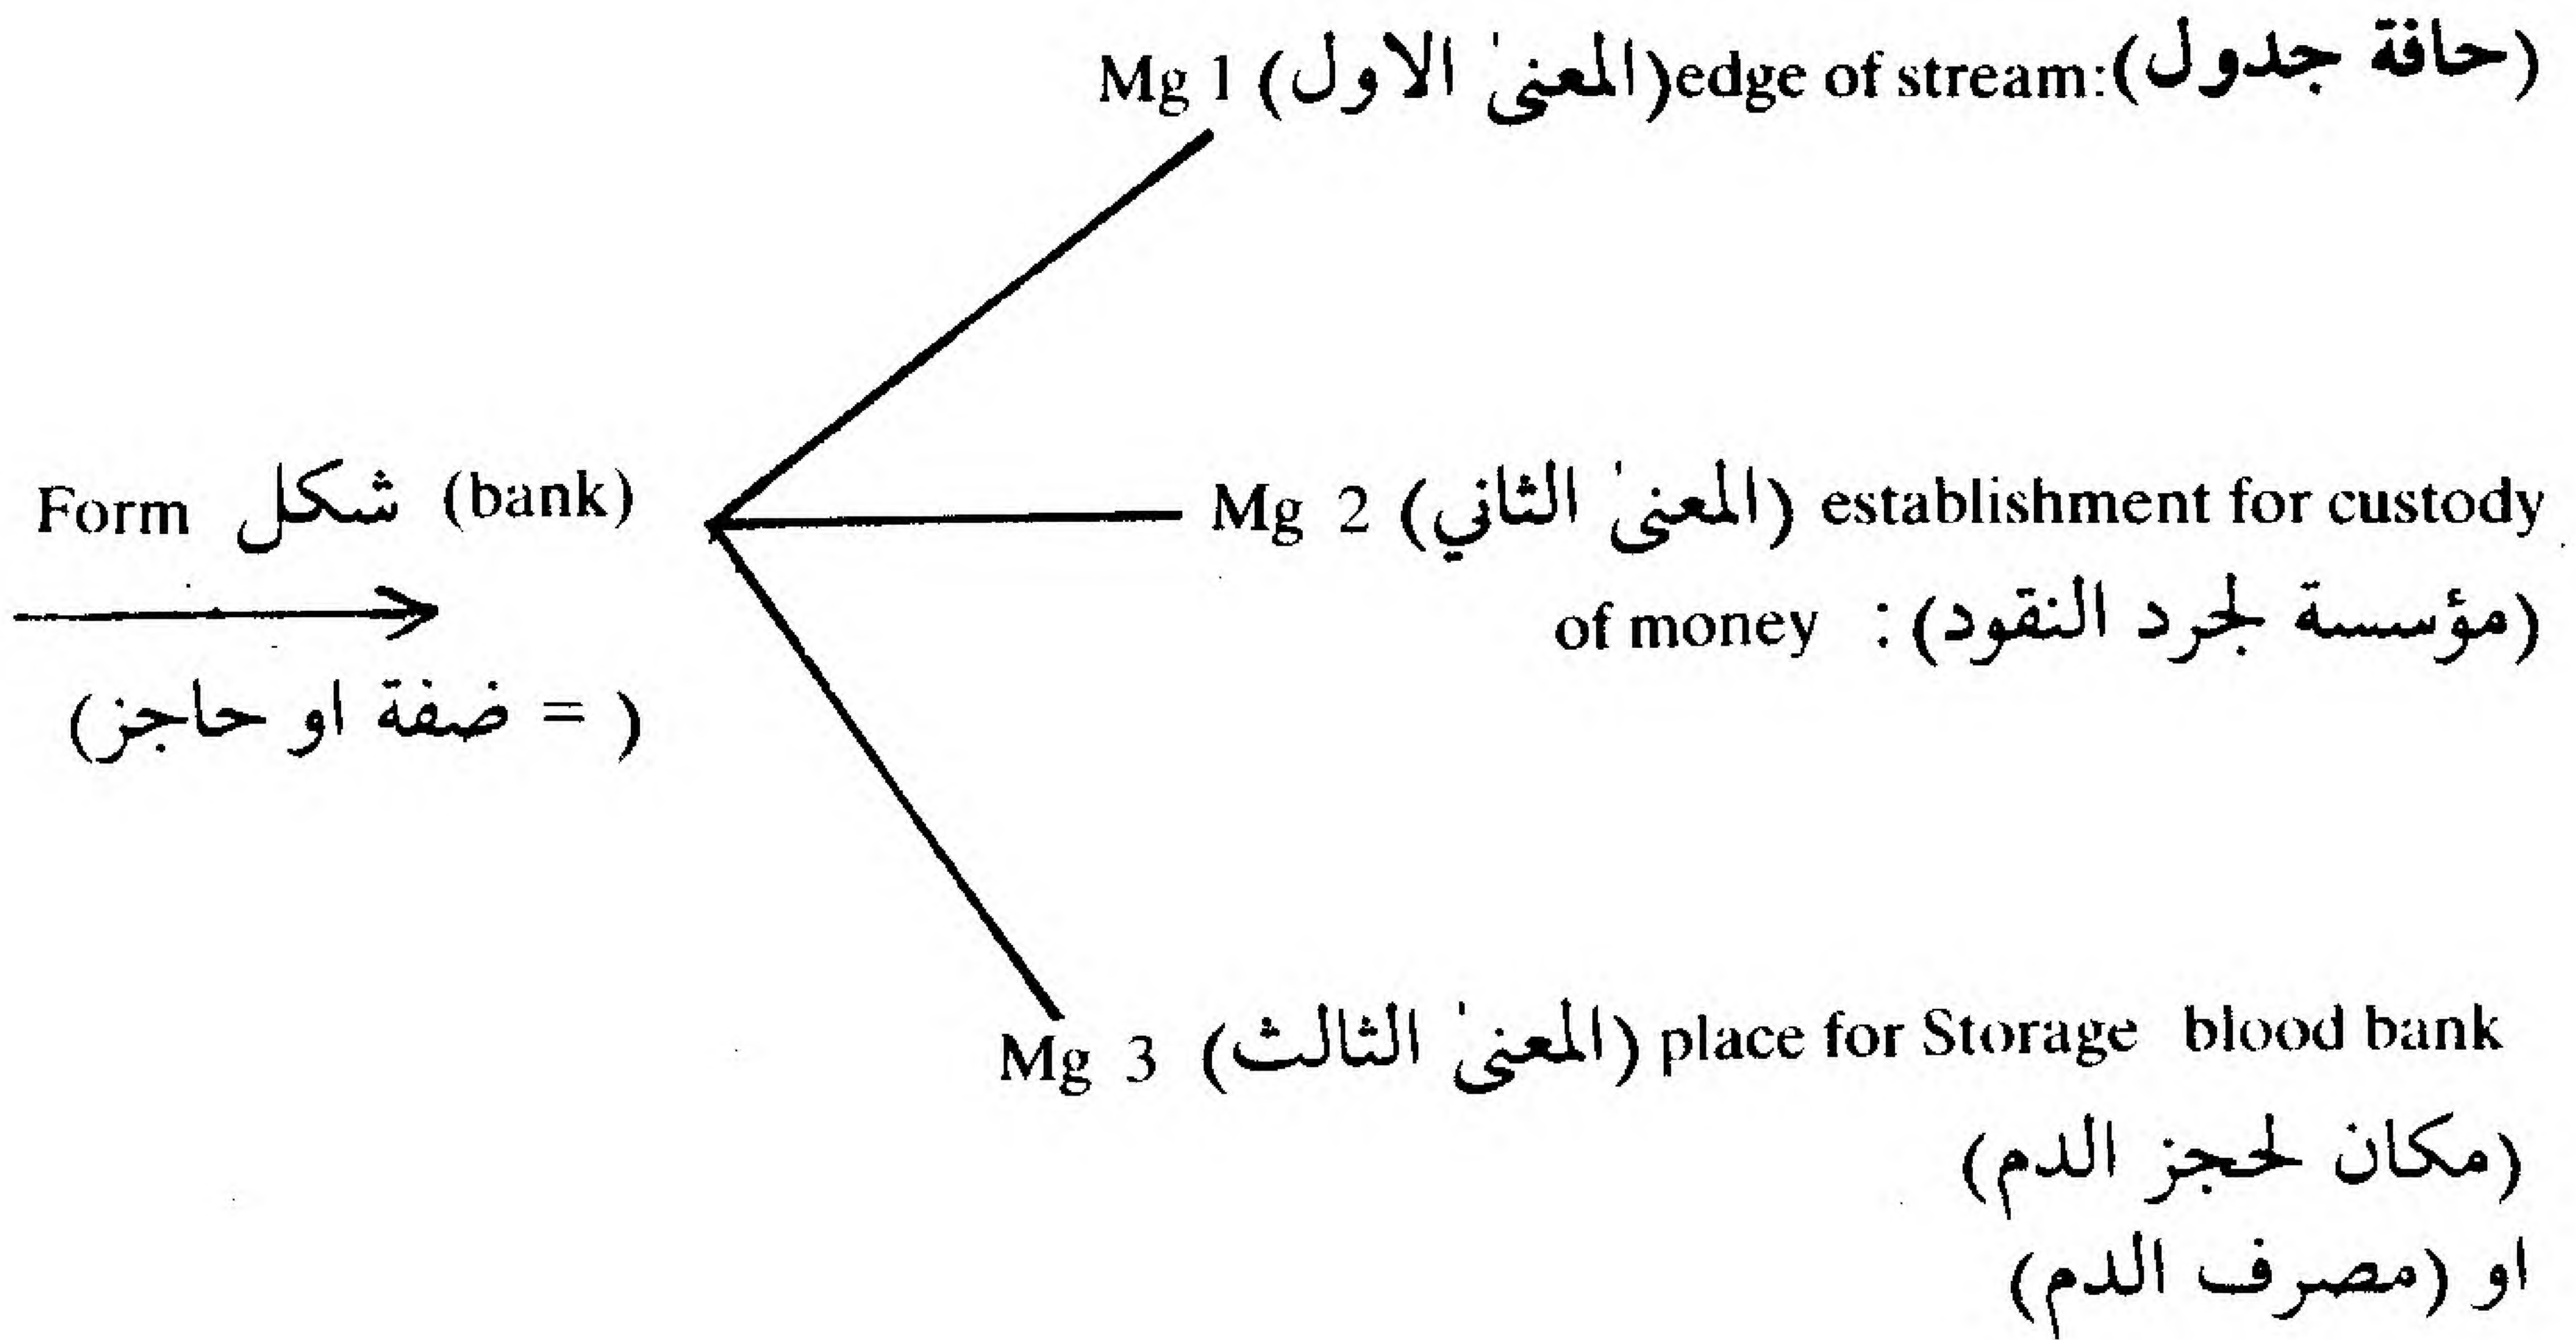 Mg 1 (المعنىٰ الاول) edge of stream: (حافة جدول)
Form شكل (bank)
( = ضفة او حاجز)
Mg 2 (المعنىٰ الثاني) establishment for custody
of money : (مؤسسة لجرد النقود)
Mg 3 (المعنىٰ الثالث) place for Storage blood bank
(مكان لحجز الدم)
او (مصرف الدم)